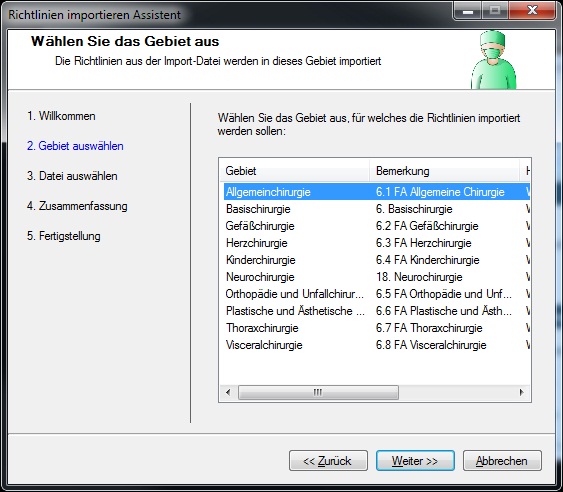 Richtlinien importieren Assistent
Wählen Sie das Gebiet aus
Die Richtlinien aus der Import-Datei werden in dieses Gebiet importiert
1. Willkommen
2. Gebiet auswählen
3. Datei auswählen
4. Zusammenfassung
5. Fertigstellung
Wählen Sie das Gebiet aus, für welches die Richtlinien importiert
werden sollen:
Gebiet Bemerkung
Allgemeinchirurgie 6.1 FA Allgemeine Chirurgie
Basischirurgie 6. Basischirurgie
Gefäßchirurgie 6.2 FA Gefäßchirurgie
Herzchirurgie 6.3 FA Herzchirurgie
Kinderchirurgie 6.4 FA Kinderchirurgie
Neurochirurgie 18. Neurochirurgie
Orthopädie und Unfallchirur... 6.5 FA Orthopädie und Unf...
Plastische und Ästhetische ... 6.6 FA Plastische und Ästh...
Thoraxchirurgie 6.7 FA Thoraxchirurgie
Visceralchirurgie 6.8 FA Visceralchirurgie
<< Zurück Weiter >> Abbrechen